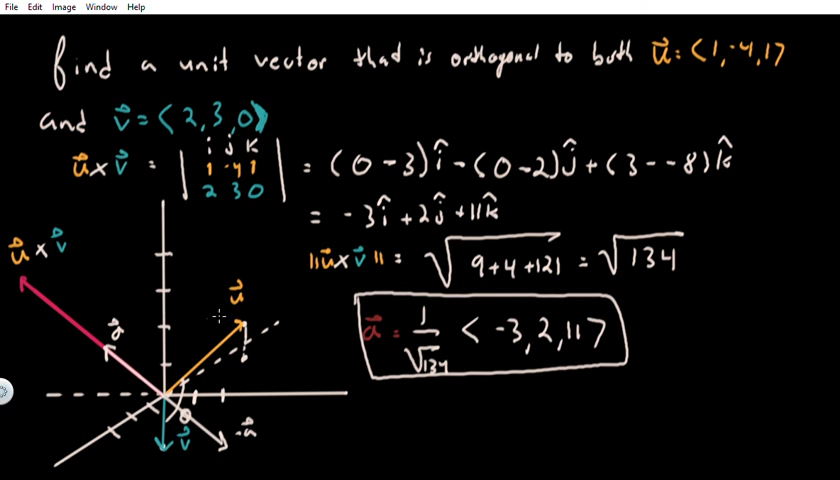 File Edit Image Window Help
find a unit vector that is orthogonal to both u⃗ = <1, -4, 1>
and v⃗ = <2, 3, 0>
u⃗ x v⃗ = | i j k | = (0 - 3)î - (0 - 2)ĵ + (3 - -8)k̂
1 -4 1
2 3 0
= -3î + 2ĵ + 11k̂
u⃗ x v⃗
||u⃗ x v⃗|| = √9+4+121 = √134
u⃗
a⃗
a⃗ = 1/√134 < -3, 2, 11>
v⃗
-a⃗